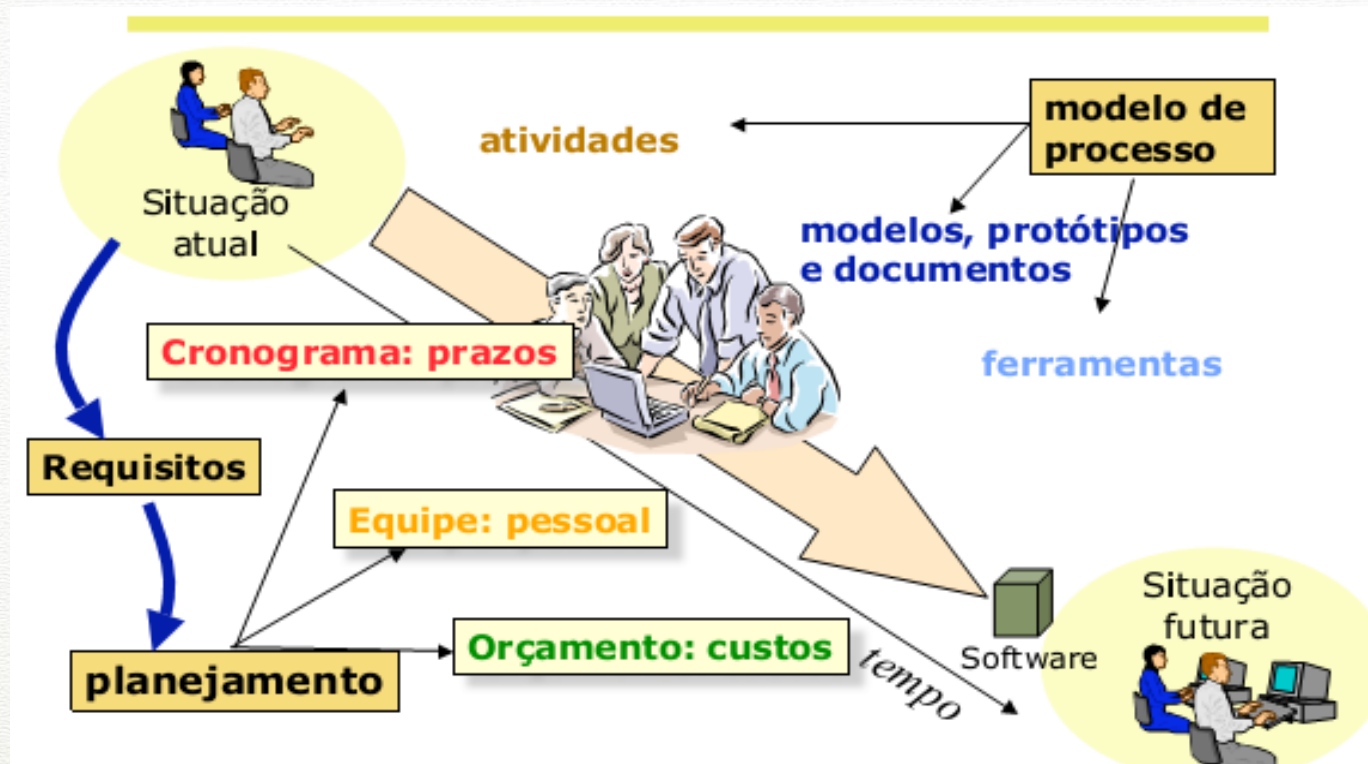 Situação
atual
atividades
modelo de
processo
modelos, protótipos
e documentos
ferramentas
Cronograma: prazos
Requisitos
Equipe: pessoal
planejamento
Orçamento: custos
tempo
Software
Situação
futura